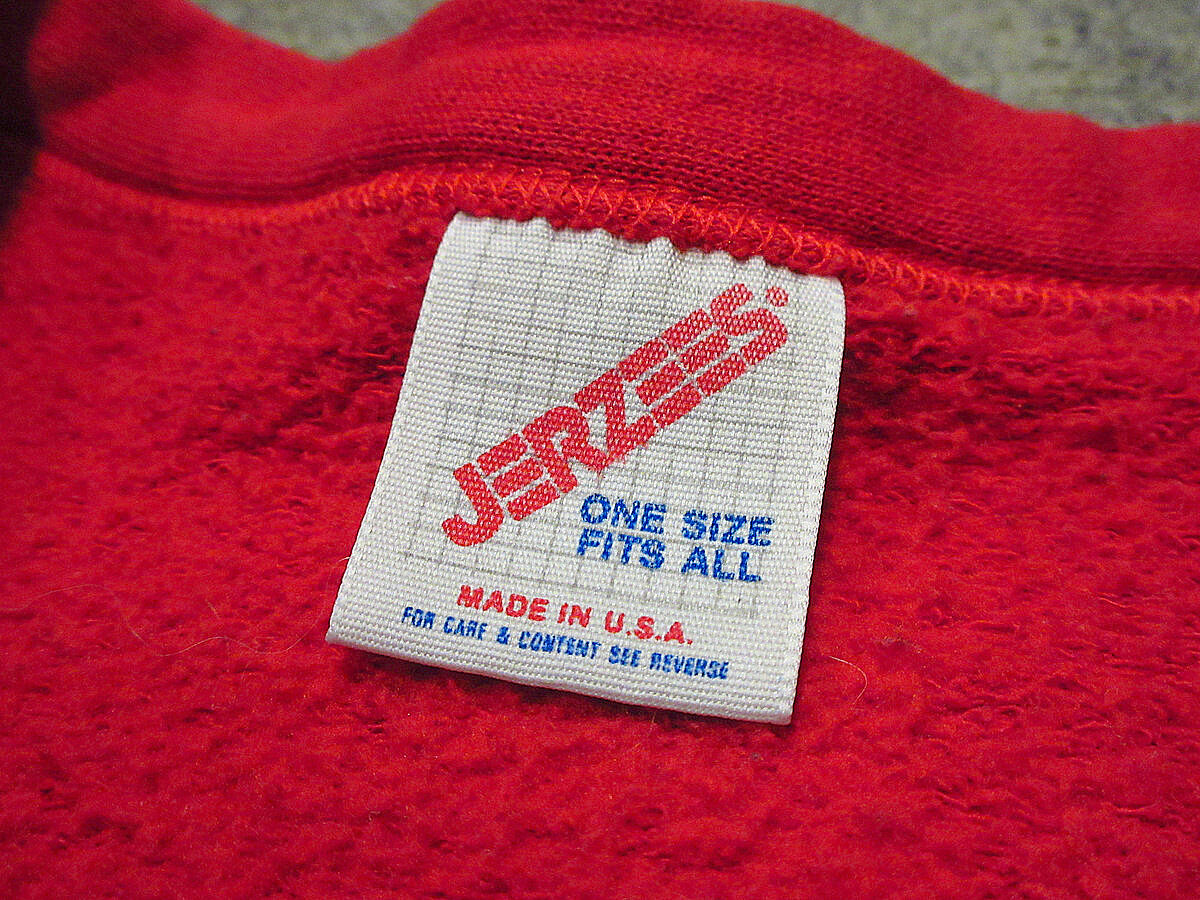 JERZEES®
ONE SIZE
FITS ALL
MADE IN U.S.A.
FOR CARE & CONTENT SEE REVERSE